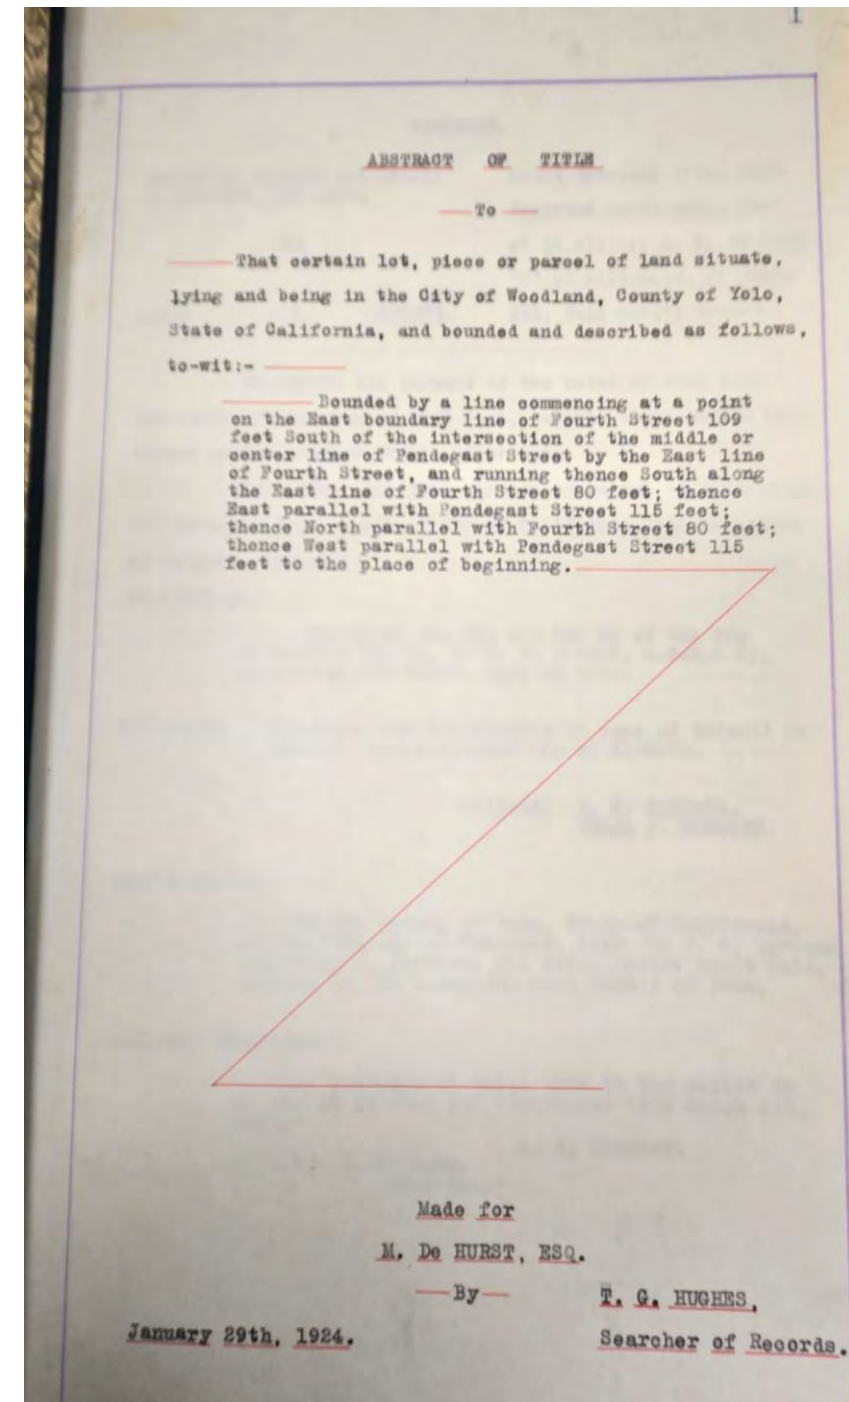 1
ABSTRACT OF TITLE
To
That certain lot, piece or parcel of land situate,
lying and being in the City of Woodland, County of Yolo,
State of California, and bounded and described as follows,
to-wit:-
Bounded by a line commencing at a point
on the East boundary line of Fourth Street 109
feet South of the intersection of the middle or
center line of Pendegast Street by the East line
of Fourth Street, and running thence South along
the East line of Fourth Street 80 feet; thence
East parallel with Pendegast Street 115 feet;
thence North parallel with Fourth Street 80 feet;
thence West parallel with Pendegast Street 115
feet to the place of beginning.
Made for
M. De HURST, ESQ.
By
T. G. HUGHES,
January 29th, 1924.
Searcher of Records.